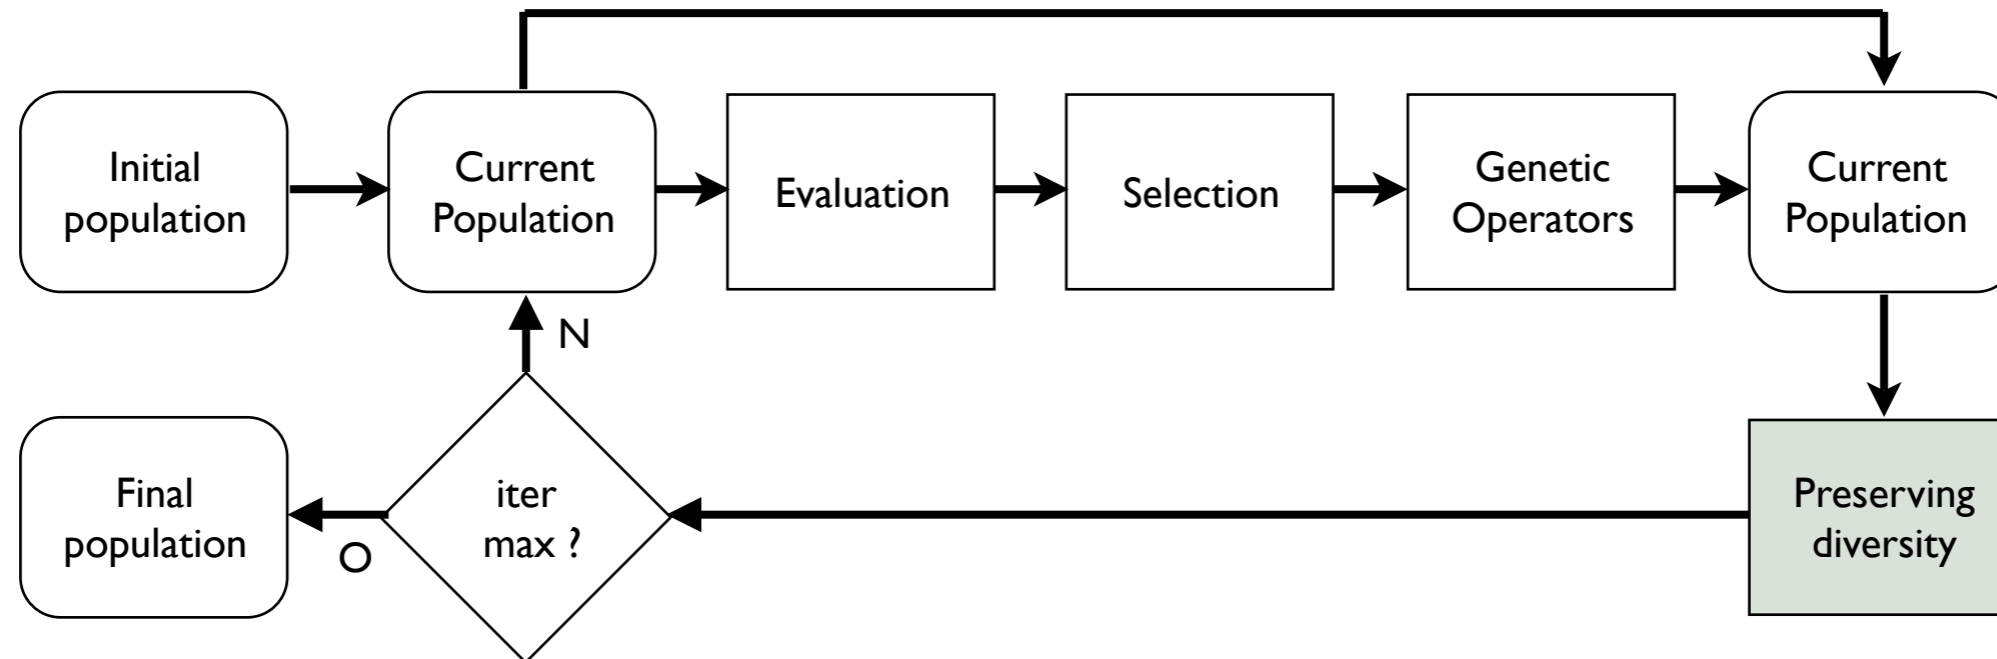 Initial
population
Current
Population
Evaluation
Selection
Genetic
Operators
Current
Population
N
Final
population
O
iter
max ?
Preserving
diversity